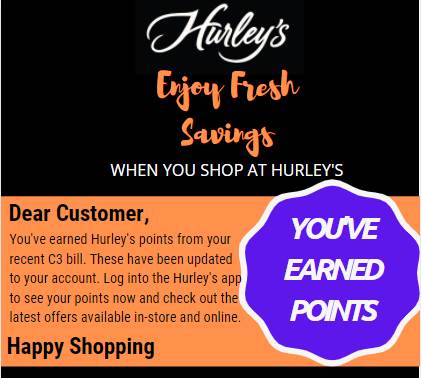 Hurley's
Enjoy Fresh
Savings
WHEN YOU SHOP AT HURLEY'S
Dear Customer,
You've earned Hurley's points from your
recent C3 bill. These have been updated
to your account. Log into the Hurley's app
to see your points now and check out the
latest offers available in-store and online.
Happy Shopping
YOU'VE
EARNED
POINTS